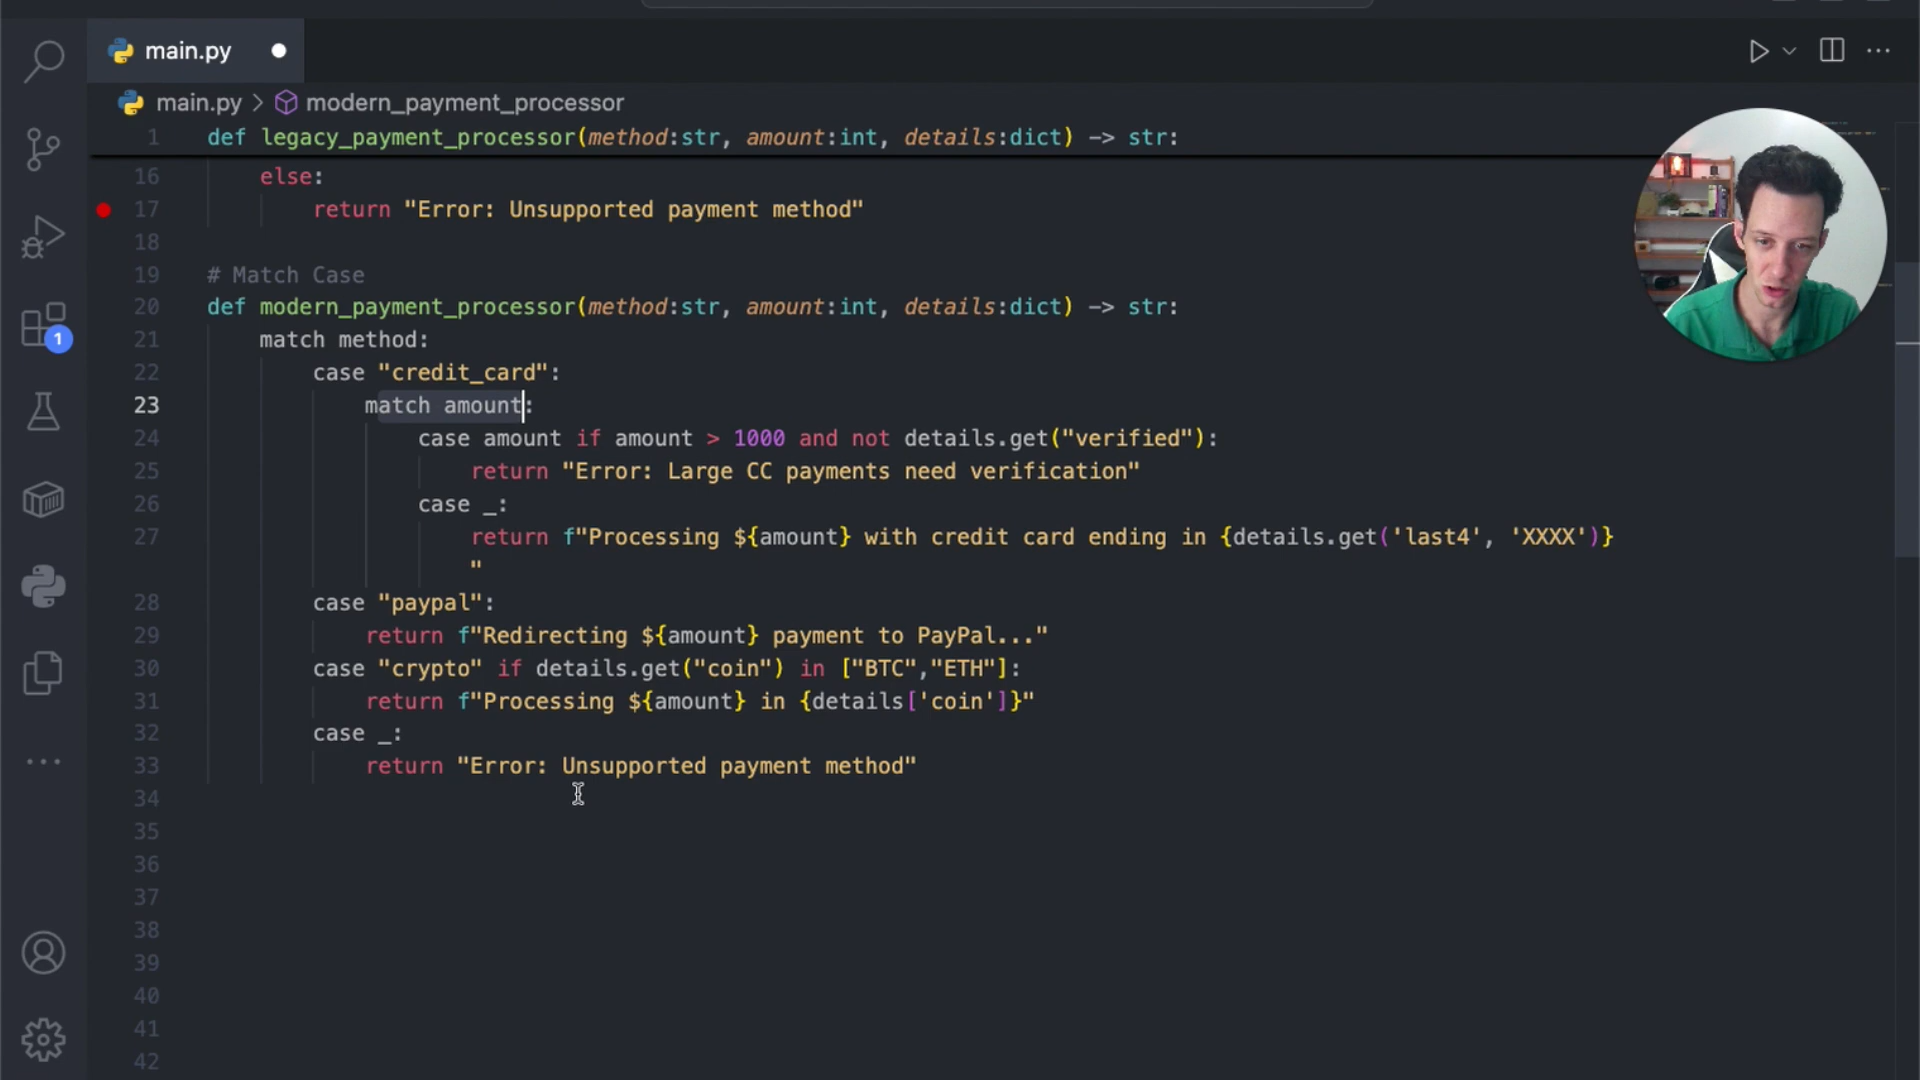 main.py
main.py > modern_payment_processor
1 def legacy_payment_processor(method:str, amount:int, details:dict) -> str:
16 else:
17 return "Error: Unsupported payment method"
18
19 # Match Case
20 def modern_payment_processor(method:str, amount:int, details:dict) -> str:
21 match method:
22 case "credit_card":
23 match amount:
24 case amount if amount > 1000 and not details.get("verified"):
25 return "Error: Large CC payments need verification"
26 case _:
27 return f"Processing ${amount} with credit card ending in {details.get('last4', 'XXXX')}
"
28 case "paypal":
29 return f"Redirecting ${amount} payment to PayPal..."
30 case "crypto" if details.get("coin") in ["BTC","ETH"]:
31 return f"Processing ${amount} in {details['coin']}"
32 case _:
33 return "Error: Unsupported payment method"
34
35
36
37
38
39
40
41
42
1